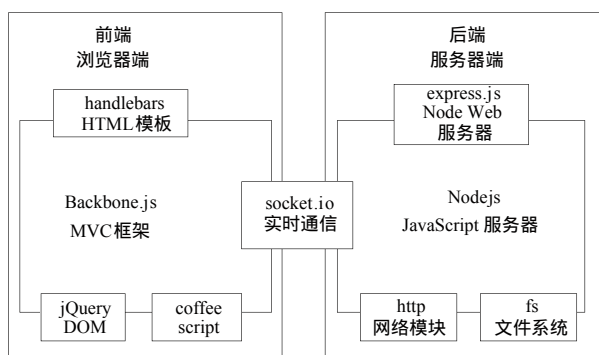 前端
浏览器端
handlebars
HTML模板
Backbone.js
MVC框架
jQuery
DOM
coffee
script
socket.io
实时通信
后端
服务器端
express.js
Node Web
服务器
Nodejs
JavaScript 服务器
http
网络模块
fs
文件系统